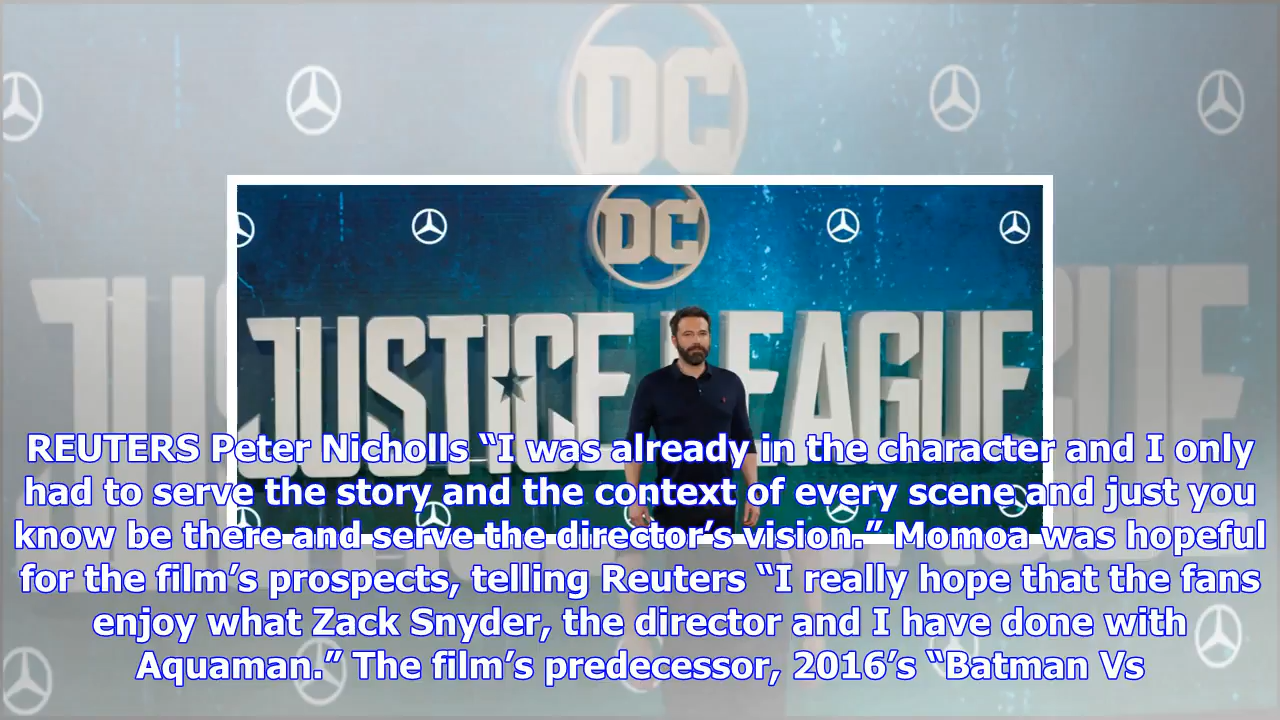 DC
DC
JUSTICE LEAGUE
REUTERS Peter Nicholls “I was already in the character and I only
had to serve the story and the context of every scene and just you
know be there and serve the director’s vision.” Momoa was hopeful
for the film’s prospects, telling Reuters “I really hope that the fans
enjoy what Zack Snyder, the director and I have done with
Aquaman.” The film’s predecessor, 2016’s “Batman Vs